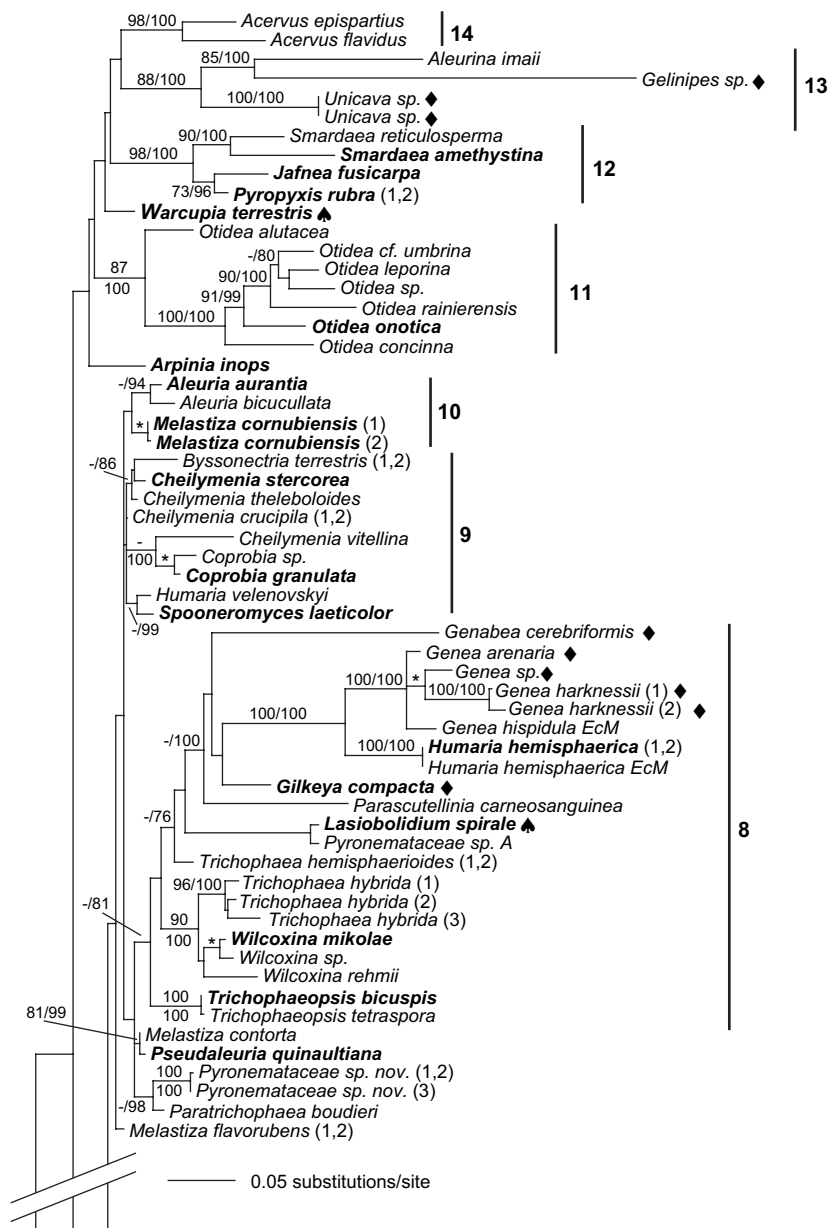 98/100
Acervus epispartius
Acervus flavidus
14
85/100
Aleurina imaii
88/100
Gelinipes sp. ♦
13
100/100
Unicava sp. ♦
Unicava sp. ♦
90/100
Smardaea reticulosperma
98/100
Smardaea amethystina
Jafnea fusicarpa
12
73/96
Pyropyxis rubra (1,2)
Warcupia terrestris ♠
Otidea alutacea
-/80
Otidea cf. umbrina
87
90/100
Otidea leporina
100
91/99
Otidea sp.
11
Otidea rainierensis
100/100
Otidea onotica
Otidea concinna
Arpinia inops
-/94
Aleuria aurantia
Aleuria bicucullata
10
*
Melastiza cornubiensis (1)
Melastiza cornubiensis (2)
-/86
Byssonectria terrestris (1,2)
Cheilymenia stercorea
Cheilymenia theleboloides
Cheilymenia crucipila (1,2)
9
-
100
Cheilymenia vitellina
*
Coprobia sp.
Coprobia granulata
Humaria velenovskyi
Spooneromyces laeticolor
-/99
Genabea cerebriformis ♦
Genea arenaria ♦
100/100
*
Genea sp. ♦
100/100
Genea harknessii (1) ♦
Genea harknessii (2) ♦
100/100
Genea hispidula EcM
100/100
Humaria hemisphaerica (1,2)
Humaria hemisphaerica EcM
-/100
Gilkeya compacta ♦
Parascutellinia carneosanguinea
-/76
Lasiobolidium spirale ♠
8
Pyronemataceae sp. A
Trichophaea hemisphaerioides (1,2)
96/100
Trichophaea hybrida (1)
Trichophaea hybrida (2)
-/81
Trichophaea hybrida (3)
90
100
*
Wilcoxina mikolae
Wilcoxina sp.
Wilcoxina rehmii
100
100
Trichophaeopsis bicuspis
Trichophaeopsis tetraspora
81/99
Melastiza contorta
Pseudaleuria quinaultiana
100
100
Pyronemataceae sp. nov. (1,2)
Pyronemataceae sp. nov. (3)
-/98
Paratrichophaea boudieri
Melastiza flavorubens (1,2)
0.05 substitutions/site